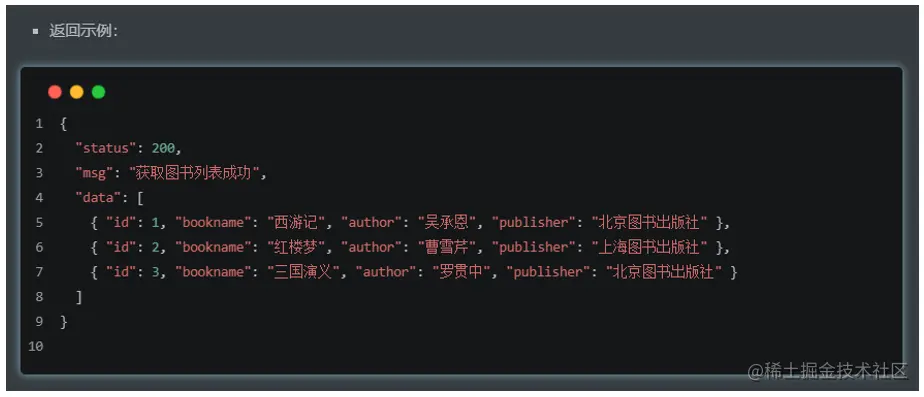 ▪ 返回示例：
1 {
2   "status": 200,
3   "msg": "获取图书列表成功",
4   "data": [
5     { "id": 1, "bookname": "西游记", "author": "吴承恩", "publisher": "北京图书出版社" },
6     { "id": 2, "bookname": "红楼梦", "author": "曹雪芹", "publisher": "上海图书出版社" },
7     { "id": 3, "bookname": "三国演义", "author": "罗贯中", "publisher": "北京图书出版社" }
8   ]
9 }
10
@稀土掘金技术社区